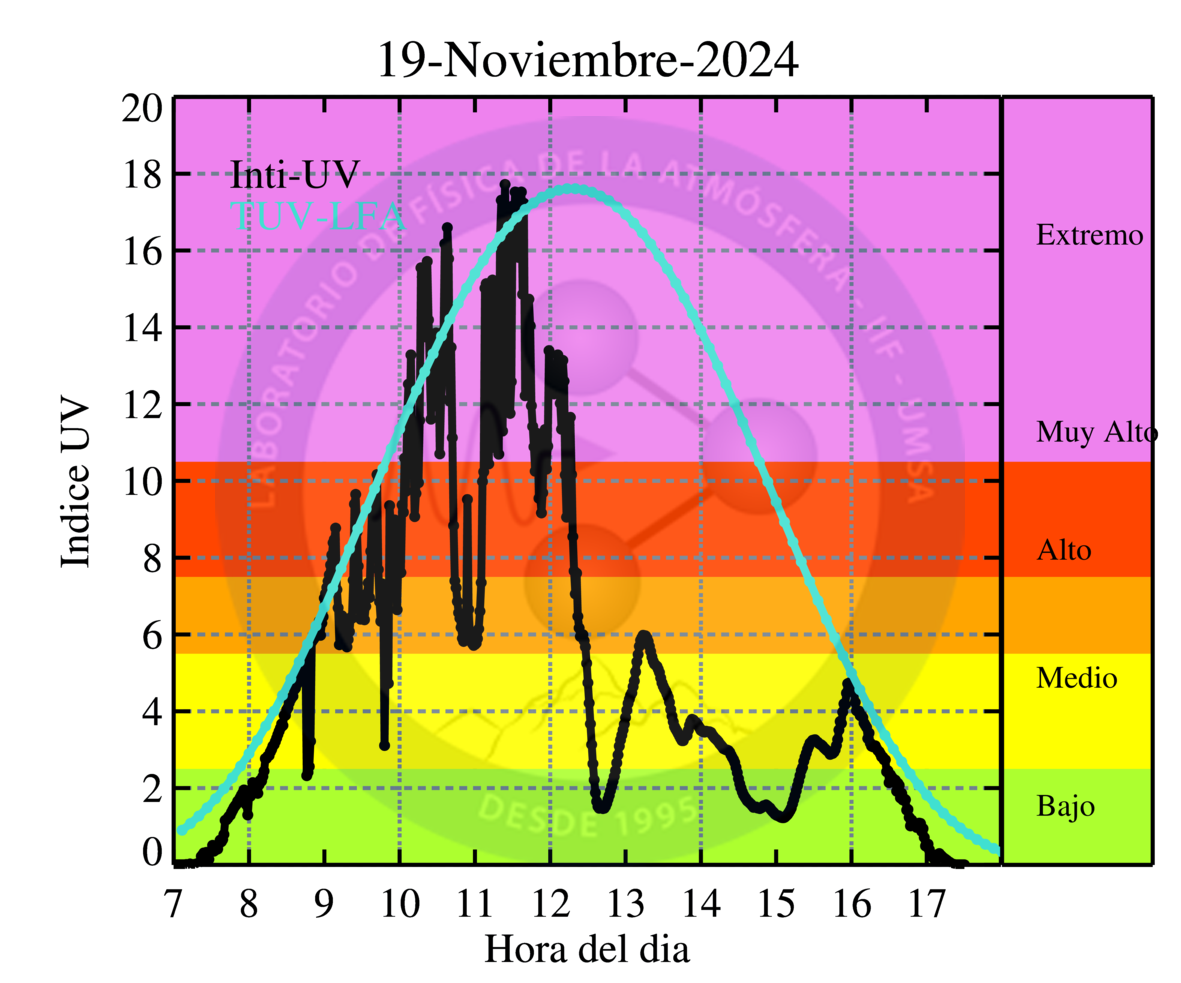 19-Noviembre-2024
20
18
16
14
12
10
8
6
4
2
0
Indice UV
Inti-UV
TUV-LFA
LABORATORIO DE FÍSICA DE LA ATMÓSFERA - IIF - UMSA
DESDE 1995
Extremo
Muy Alto
Alto
Medio
Bajo
7 8 9 10 11 12 13 14 15 16 17
Hora del dia